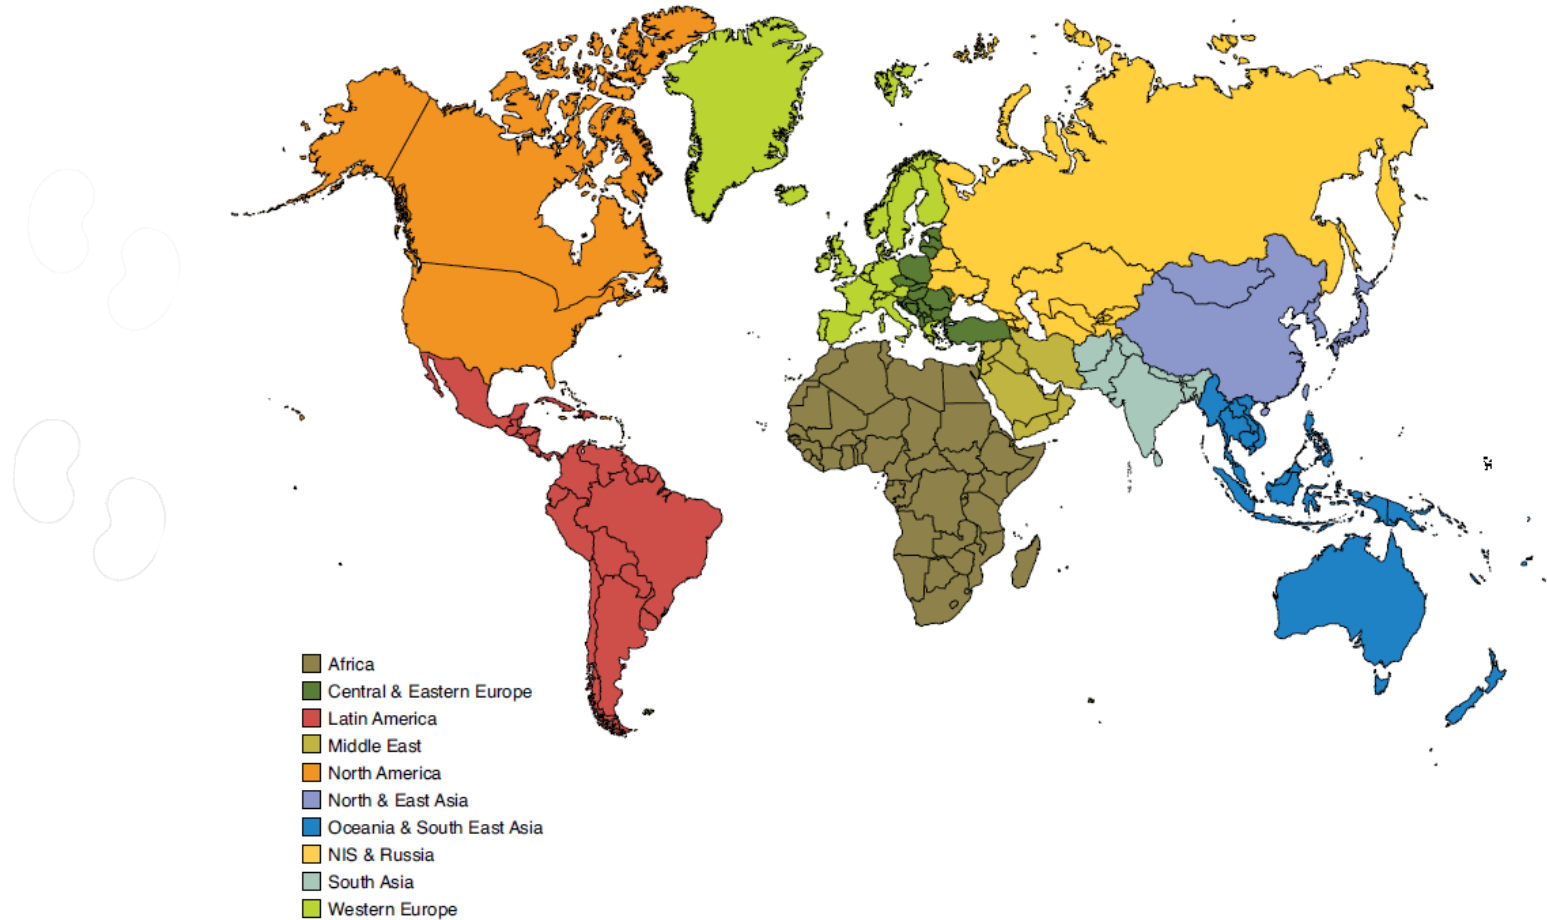 Africa
Central & Eastern Europe
Latin America
Middle East
North America
North & East Asia
Oceania & South East Asia
NIS & Russia
South Asia
Western Europe